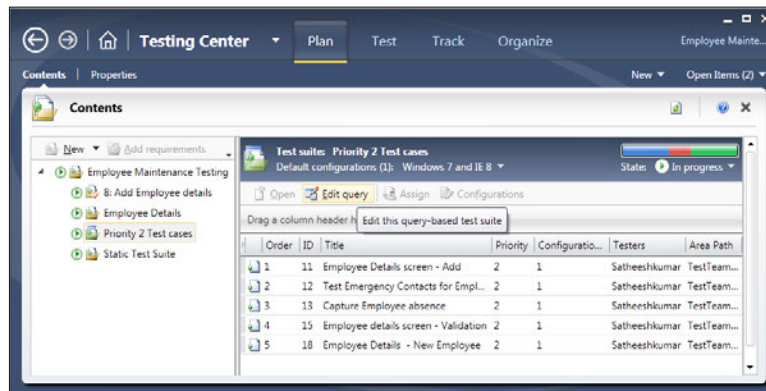 Testing Center Plan Test Track Organize Employee Mainte...
Contents Properties New Open Items (2)
Contents
New Add requirements
Employee Maintenance Testing
8: Add Employee details
Employee Details
Priority 2 Test cases
Static Test Suite
Test suite: Priority 2 Test cases
Default configurations (1): Windows 7 and IE 8 State: In progress
Open Edit query Assign Configurations
Drag a column header h
Edit this query-based test suite
Order ID Title Priority Configuratio... Testers Area Path
1 11 Employee Details screen - Add 2 1 Satheeshkumar TestTeam...
2 12 Test Emergency Contacts for Empl... 2 1 Satheeshkumar TestTeam...
3 13 Capture Employee absence 2 1 Satheeshkumar TestTeam...
4 15 Employee details screen - Validation 2 1 Satheeshkumar TestTeam...
5 18 Employee Details - New Employee 2 1 Satheeshkumar TestTeam...